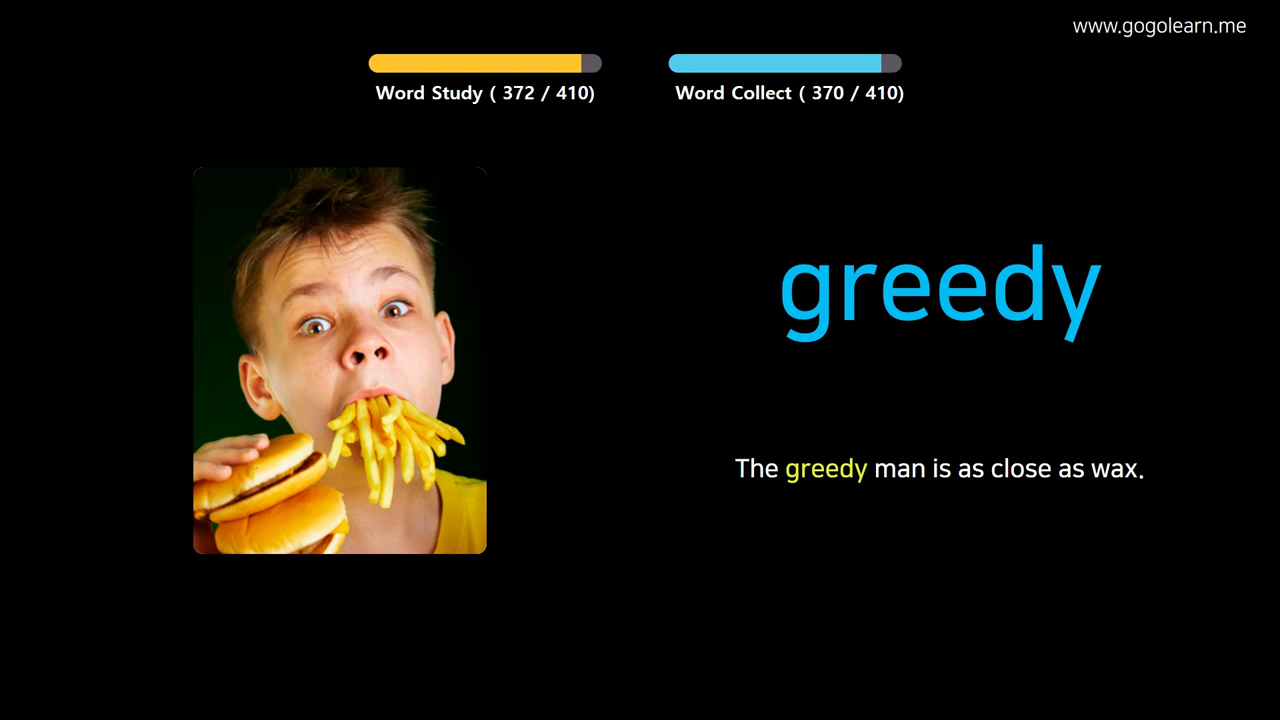 www.gogolearn.me
Word Study ( 372 / 410)
Word Collect ( 370 / 410)
greedy
The greedy man is as close as wax.